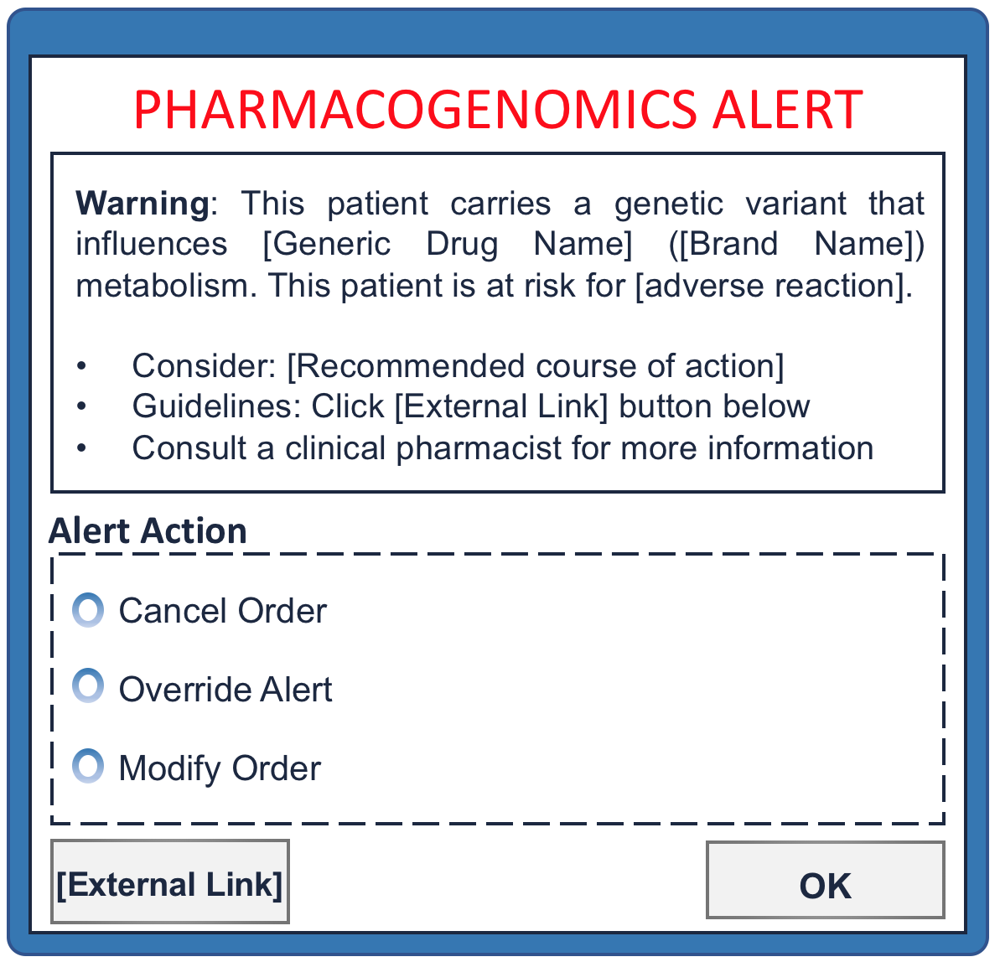 PHARMACOGENOMICS ALERT
Warning: This patient carries a genetic variant that
influences [Generic Drug Name] ([Brand Name])
metabolism. This patient is at risk for [adverse reaction].
• Consider: [Recommended course of action]
• Guidelines: Click [External Link] button below
• Consult a clinical pharmacist for more information
Alert Action
Cancel Order
Override Alert
Modify Order
[External Link]
OK